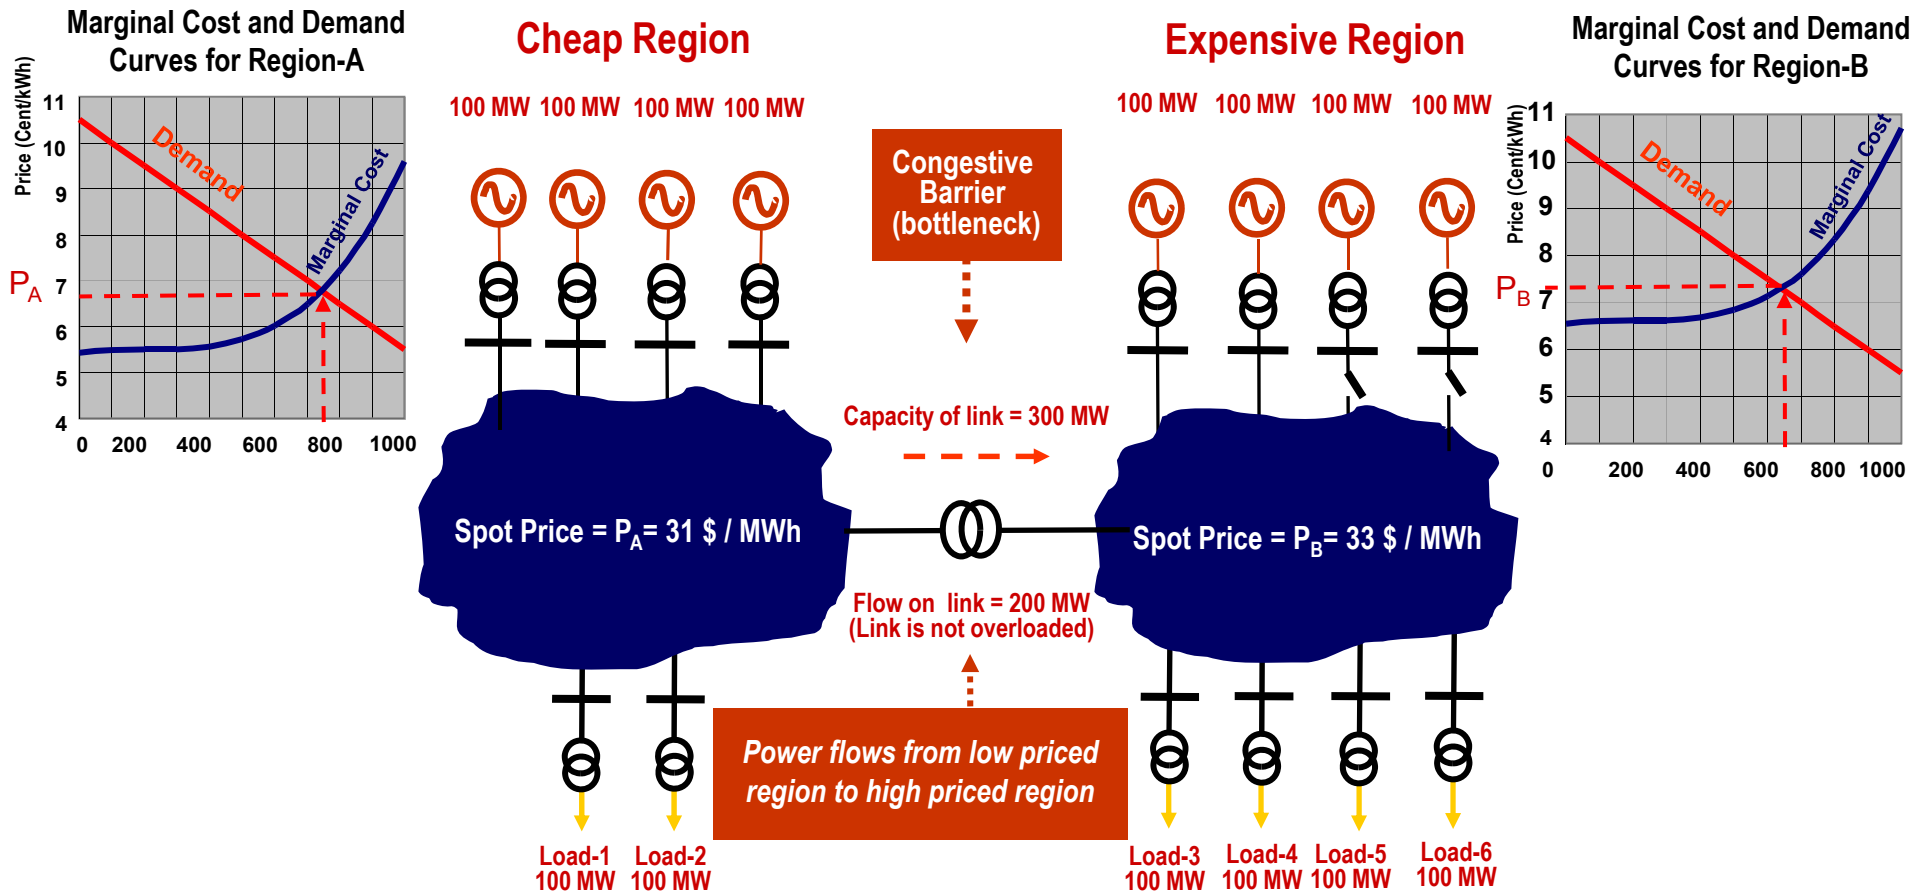 Marginal Cost and Demand
Curves for Region-A
Cheap Region
Expensive Region
Marginal Cost and Demand
Curves for Region-B
Price (Cent/kWh)
11
10
9
8
7
6
5
4
0 200 400 600 800 1000
Demand
Marginal Cost
PA
100 MW 100 MW 100 MW 100 MW
Congestive
Barrier
(bottleneck)
100 MW 100 MW 100 MW 100 MW
Price (Cent/kWh)
11
10
9
8
7
6
5
4
0 200 400 600 800 1000
Demand
Marginal Cost
PB
Capacity of link = 300 MW
Spot Price = PA= 31 $ / MWh
Spot Price = PB= 33 $ / MWh
Flow on link = 200 MW
(Link is not overloaded)
Power flows from low priced
region to high priced region
Load-1
100 MW
Load-2
100 MW
Load-3
100 MW
Load-4
100 MW
Load-5
100 MW
Load-6
100 MW